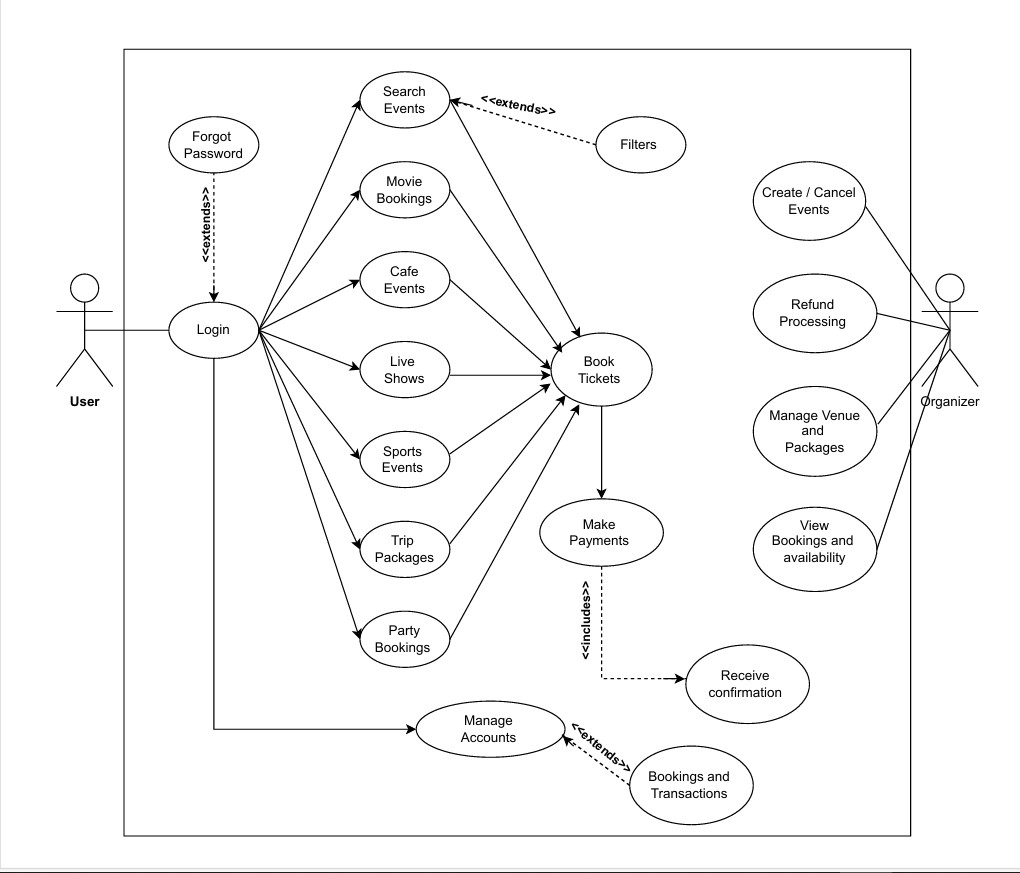 Search
Events
<<extends>>
Filters
Forgot
Password
<<extends>>
Movie
Bookings
Create / Cancel
Events
Cafe
Events
Refund
Processing
Login
User
Organizer
Live
Shows
Book
Tickets
Manage Venue
and
Packages
Sports
Events
Trip
Packages
Make
Payments
View
Bookings and
availability
<<includes>>
Party
Bookings
Receive
confirmation
Manage
Accounts
<<extends>>
Bookings and
Transactions